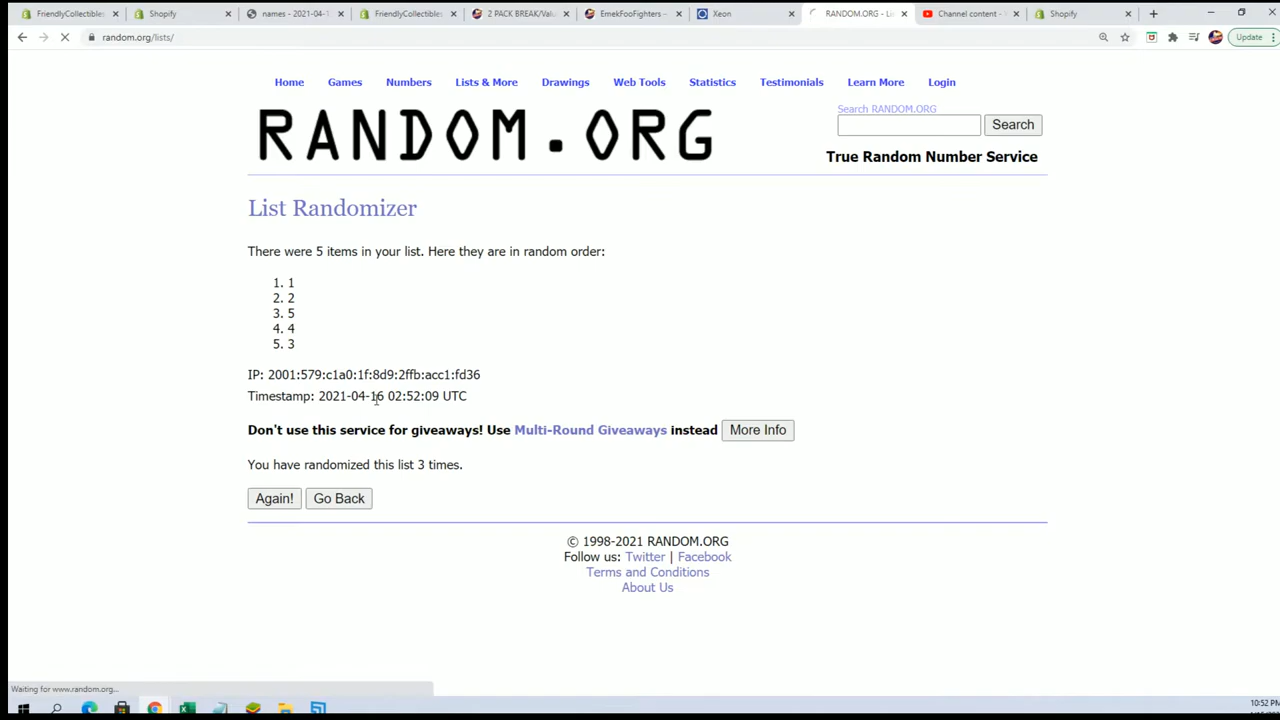 FriendlyCollectibles
Shopify
names - 2021-04-1
FriendlyCollectibles
2 PACK BREAK/Valu
EmekFooFighters –
Xeon
RANDOM.ORG - Li
Channel content -
Shopify
random.org/lists/
Update
Home Games Numbers Lists & More Drawings Web Tools Statistics Testimonials Learn More Login
RANDOM.ORG
Search RANDOM.ORG
Search
True Random Number Service
List Randomizer
There were 5 items in your list. Here they are in random order:
1. 1
2. 2
3. 5
4. 4
5. 3
IP: 2001:579:c1a0:1f:8d9:2ffb:acc1:fd36
Timestamp: 2021-04-16 02:52:09 UTC
Don't use this service for giveaways! Use Multi-Round Giveaways instead More Info
You have randomized this list 3 times.
Again! Go Back
© 1998-2021 RANDOM.ORG
Follow us: Twitter | Facebook
Terms and Conditions
About Us
Waiting for www.random.org...
10:52 PM